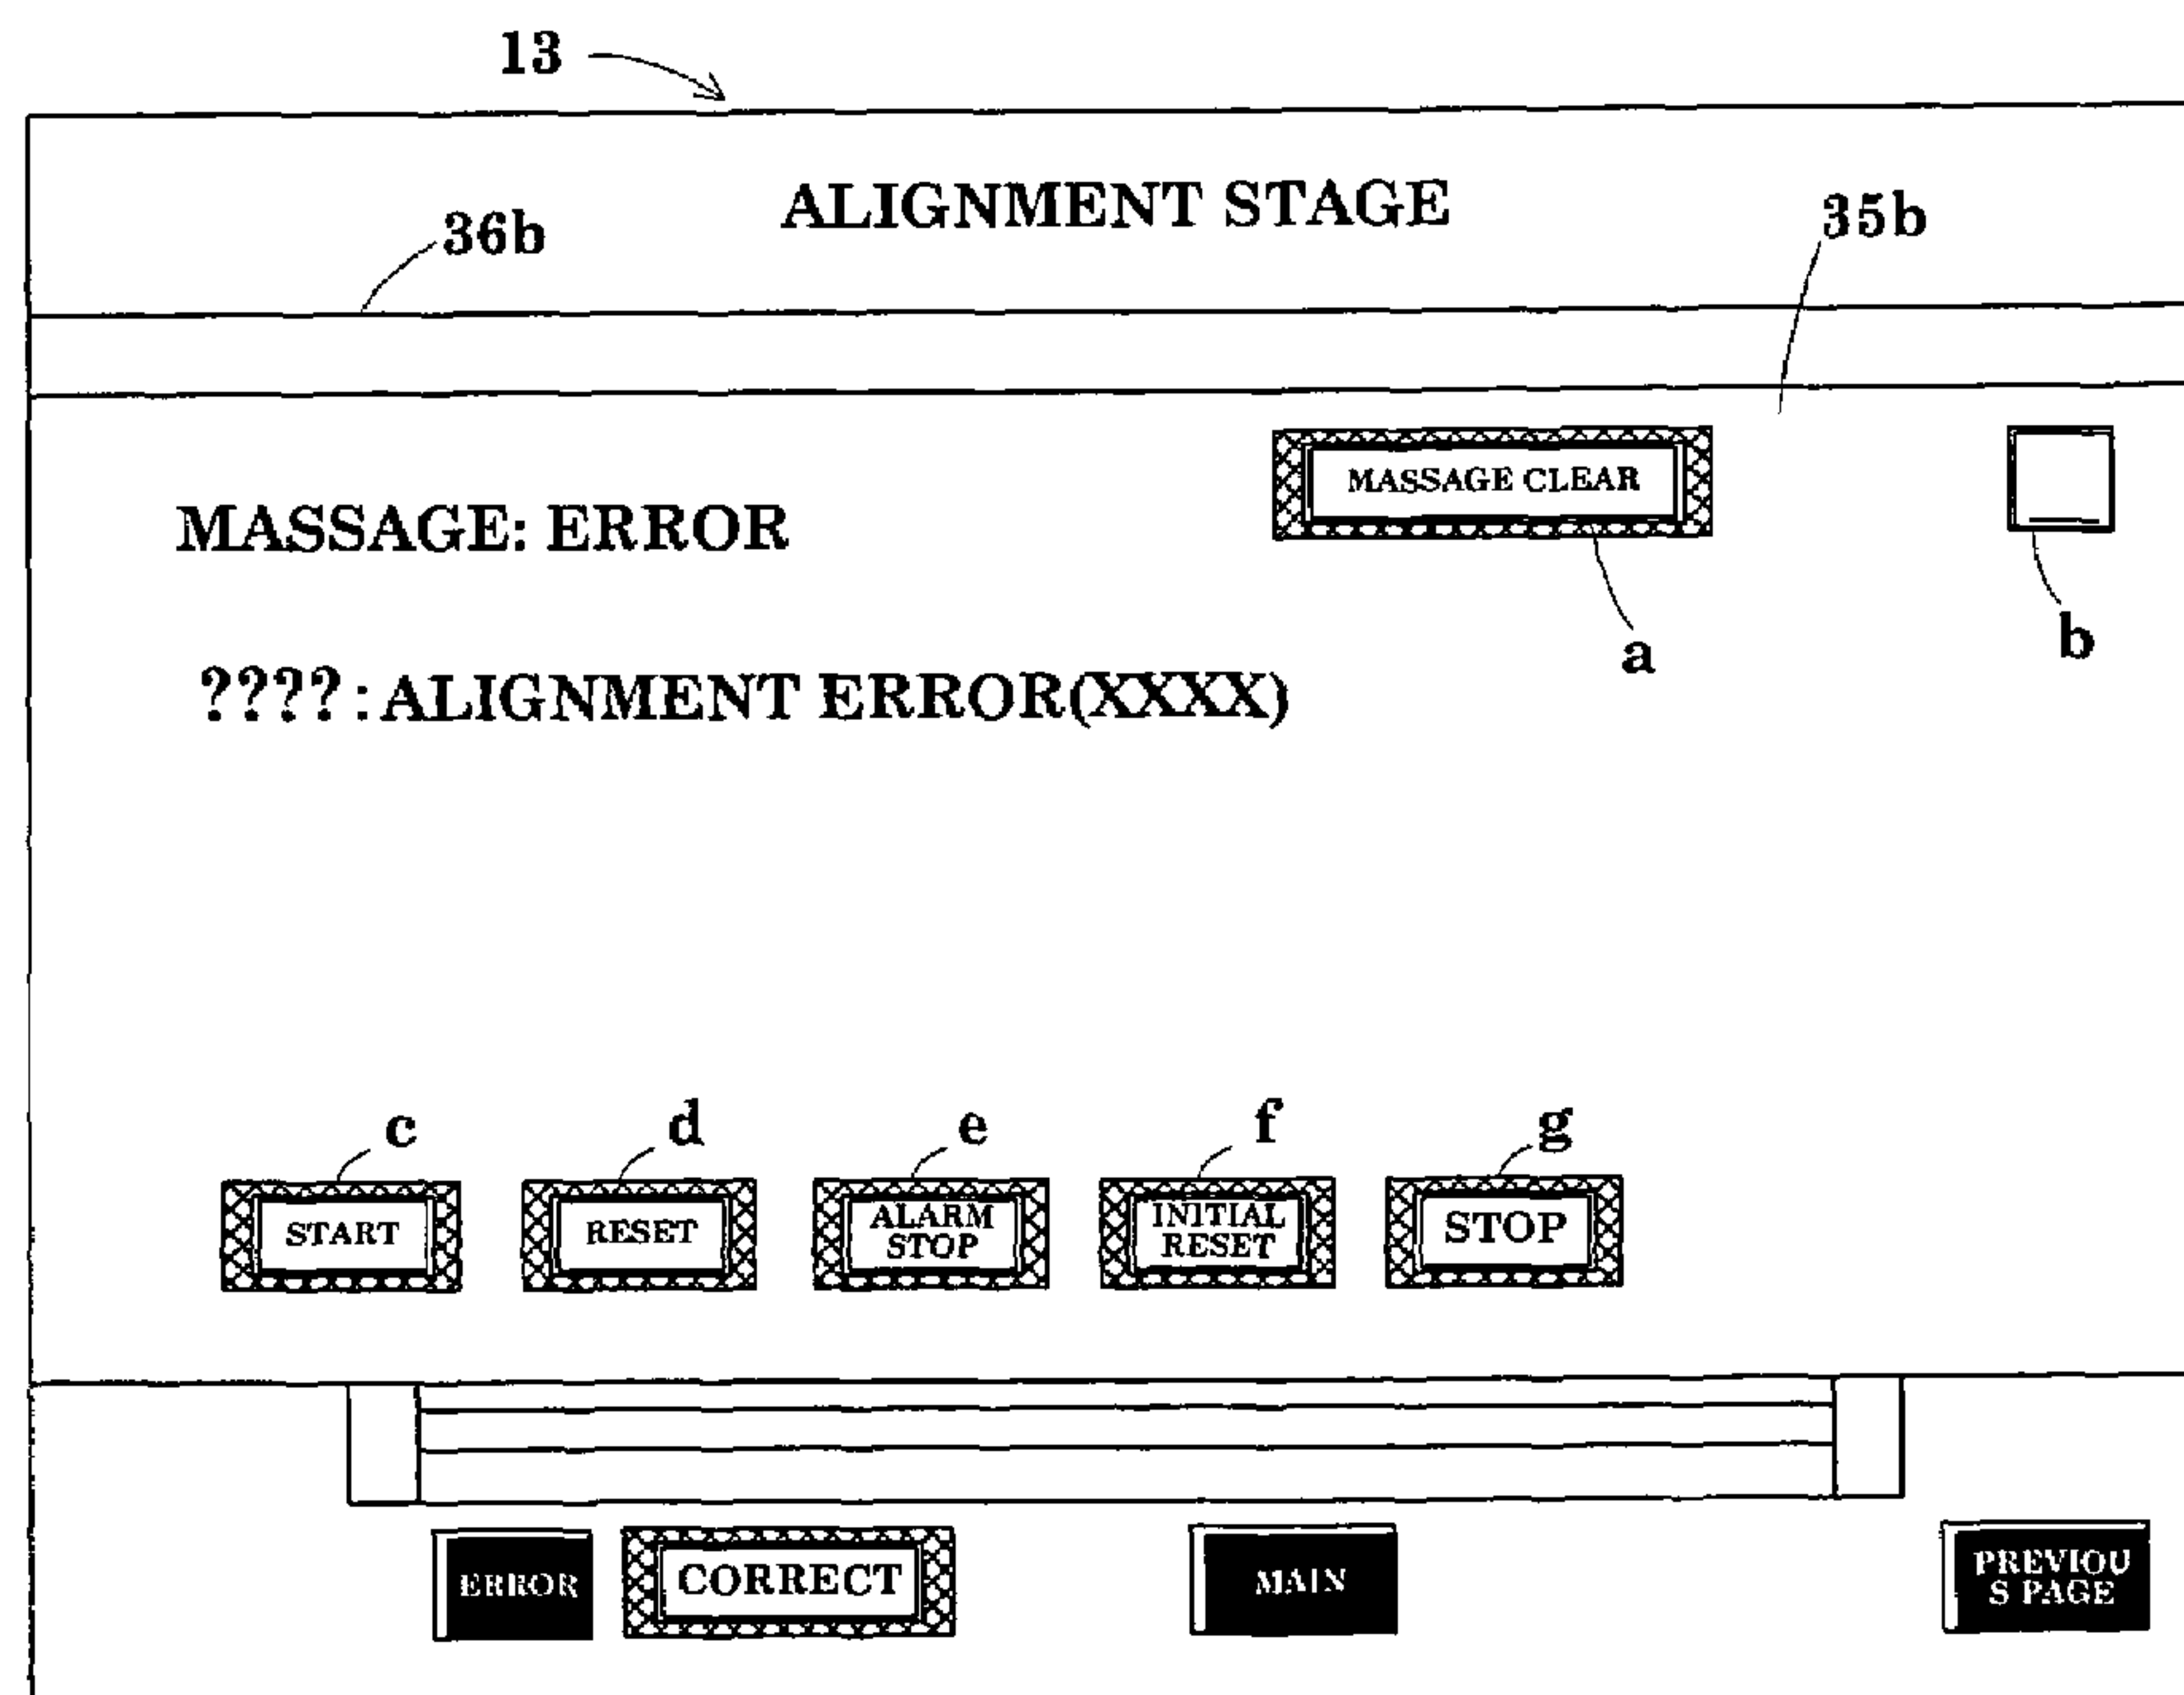 13
ALIGNMENT STAGE
36b
35b
MASSAGE CLEAR
MASSAGE: ERROR
a
b
????: ALIGNMENT ERROR(XXXX)
c
d
e
f
g
START
RESET
ALARM
STOP
INITIAL
RESET
STOP
ERROR
CORRECT
MAIN
PREVIOU
S PAGE